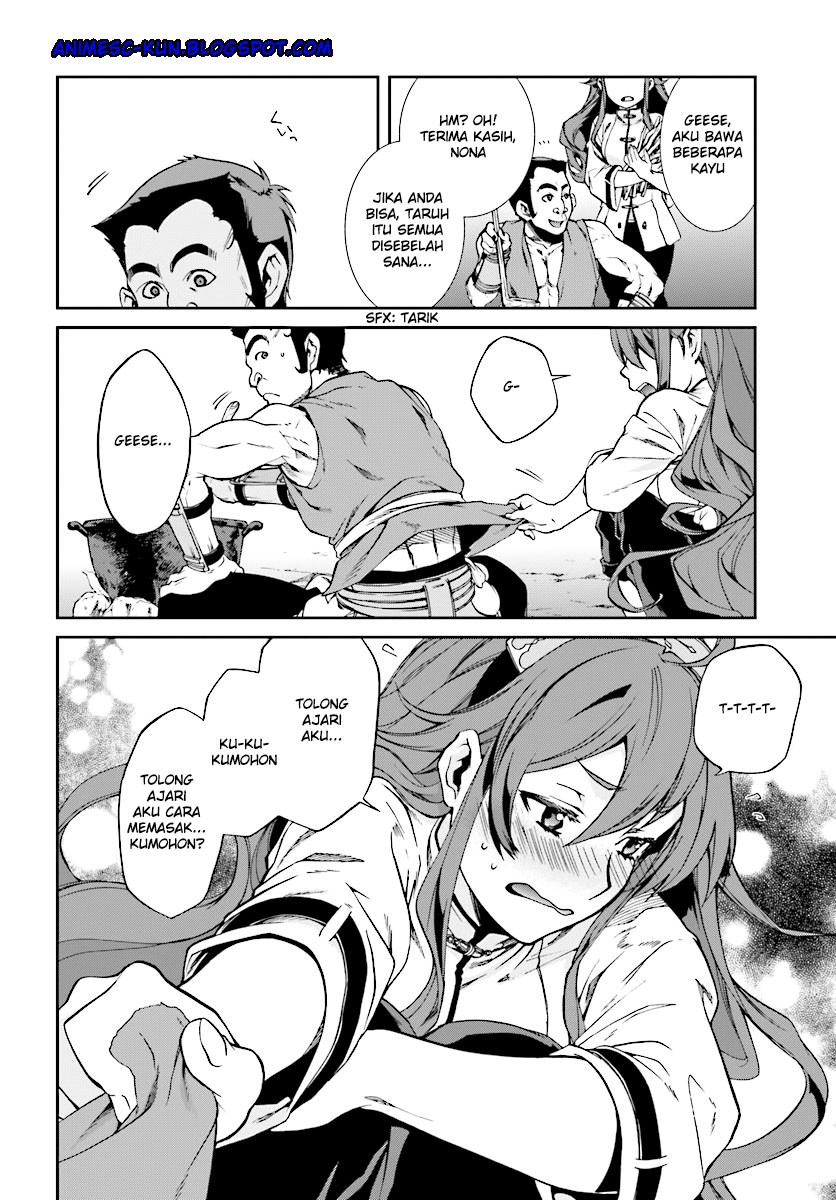 ANIMESC-KUN.BLOGSPOT.COM
GEESE,
AKU BAWA
BEBERAPA
KAYU
HM? OH!
TERIMA KASIH,
NONA
JIKA ANDA
BISA, TARUH
ITU SEMUA
DISEBELAH
SANA...
SFX: TARIK
G-
GEESE...
T-T-T-T-
TOLONG
AJARI
AKU...
KU-KU-
KUMOHON
TOLONG
AJARI
AKU CARA
MEMASAK...
KUMOHON?